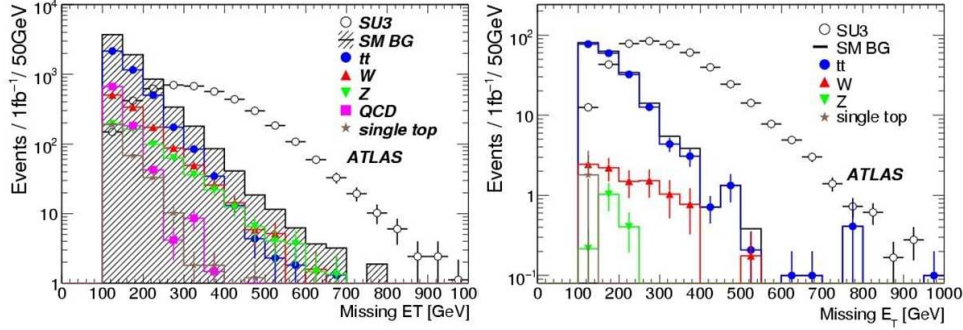 Events / 1fb⁻¹ / 50GeV
10⁴
10³
10²
10
1
SU3
SM BG
tt
W
Z
QCD
single top
ATLAS
0 100 200 300 400 500 600 700 800 900 1000
Missing ET [GeV]
Events / 1fb⁻¹ / 50GeV
10²
10
1
10⁻¹
SU3
SM BG
tt
W
Z
single top
ATLAS
0 100 200 300 400 500 600 700 800 900 1000
Missing E_T [GeV]